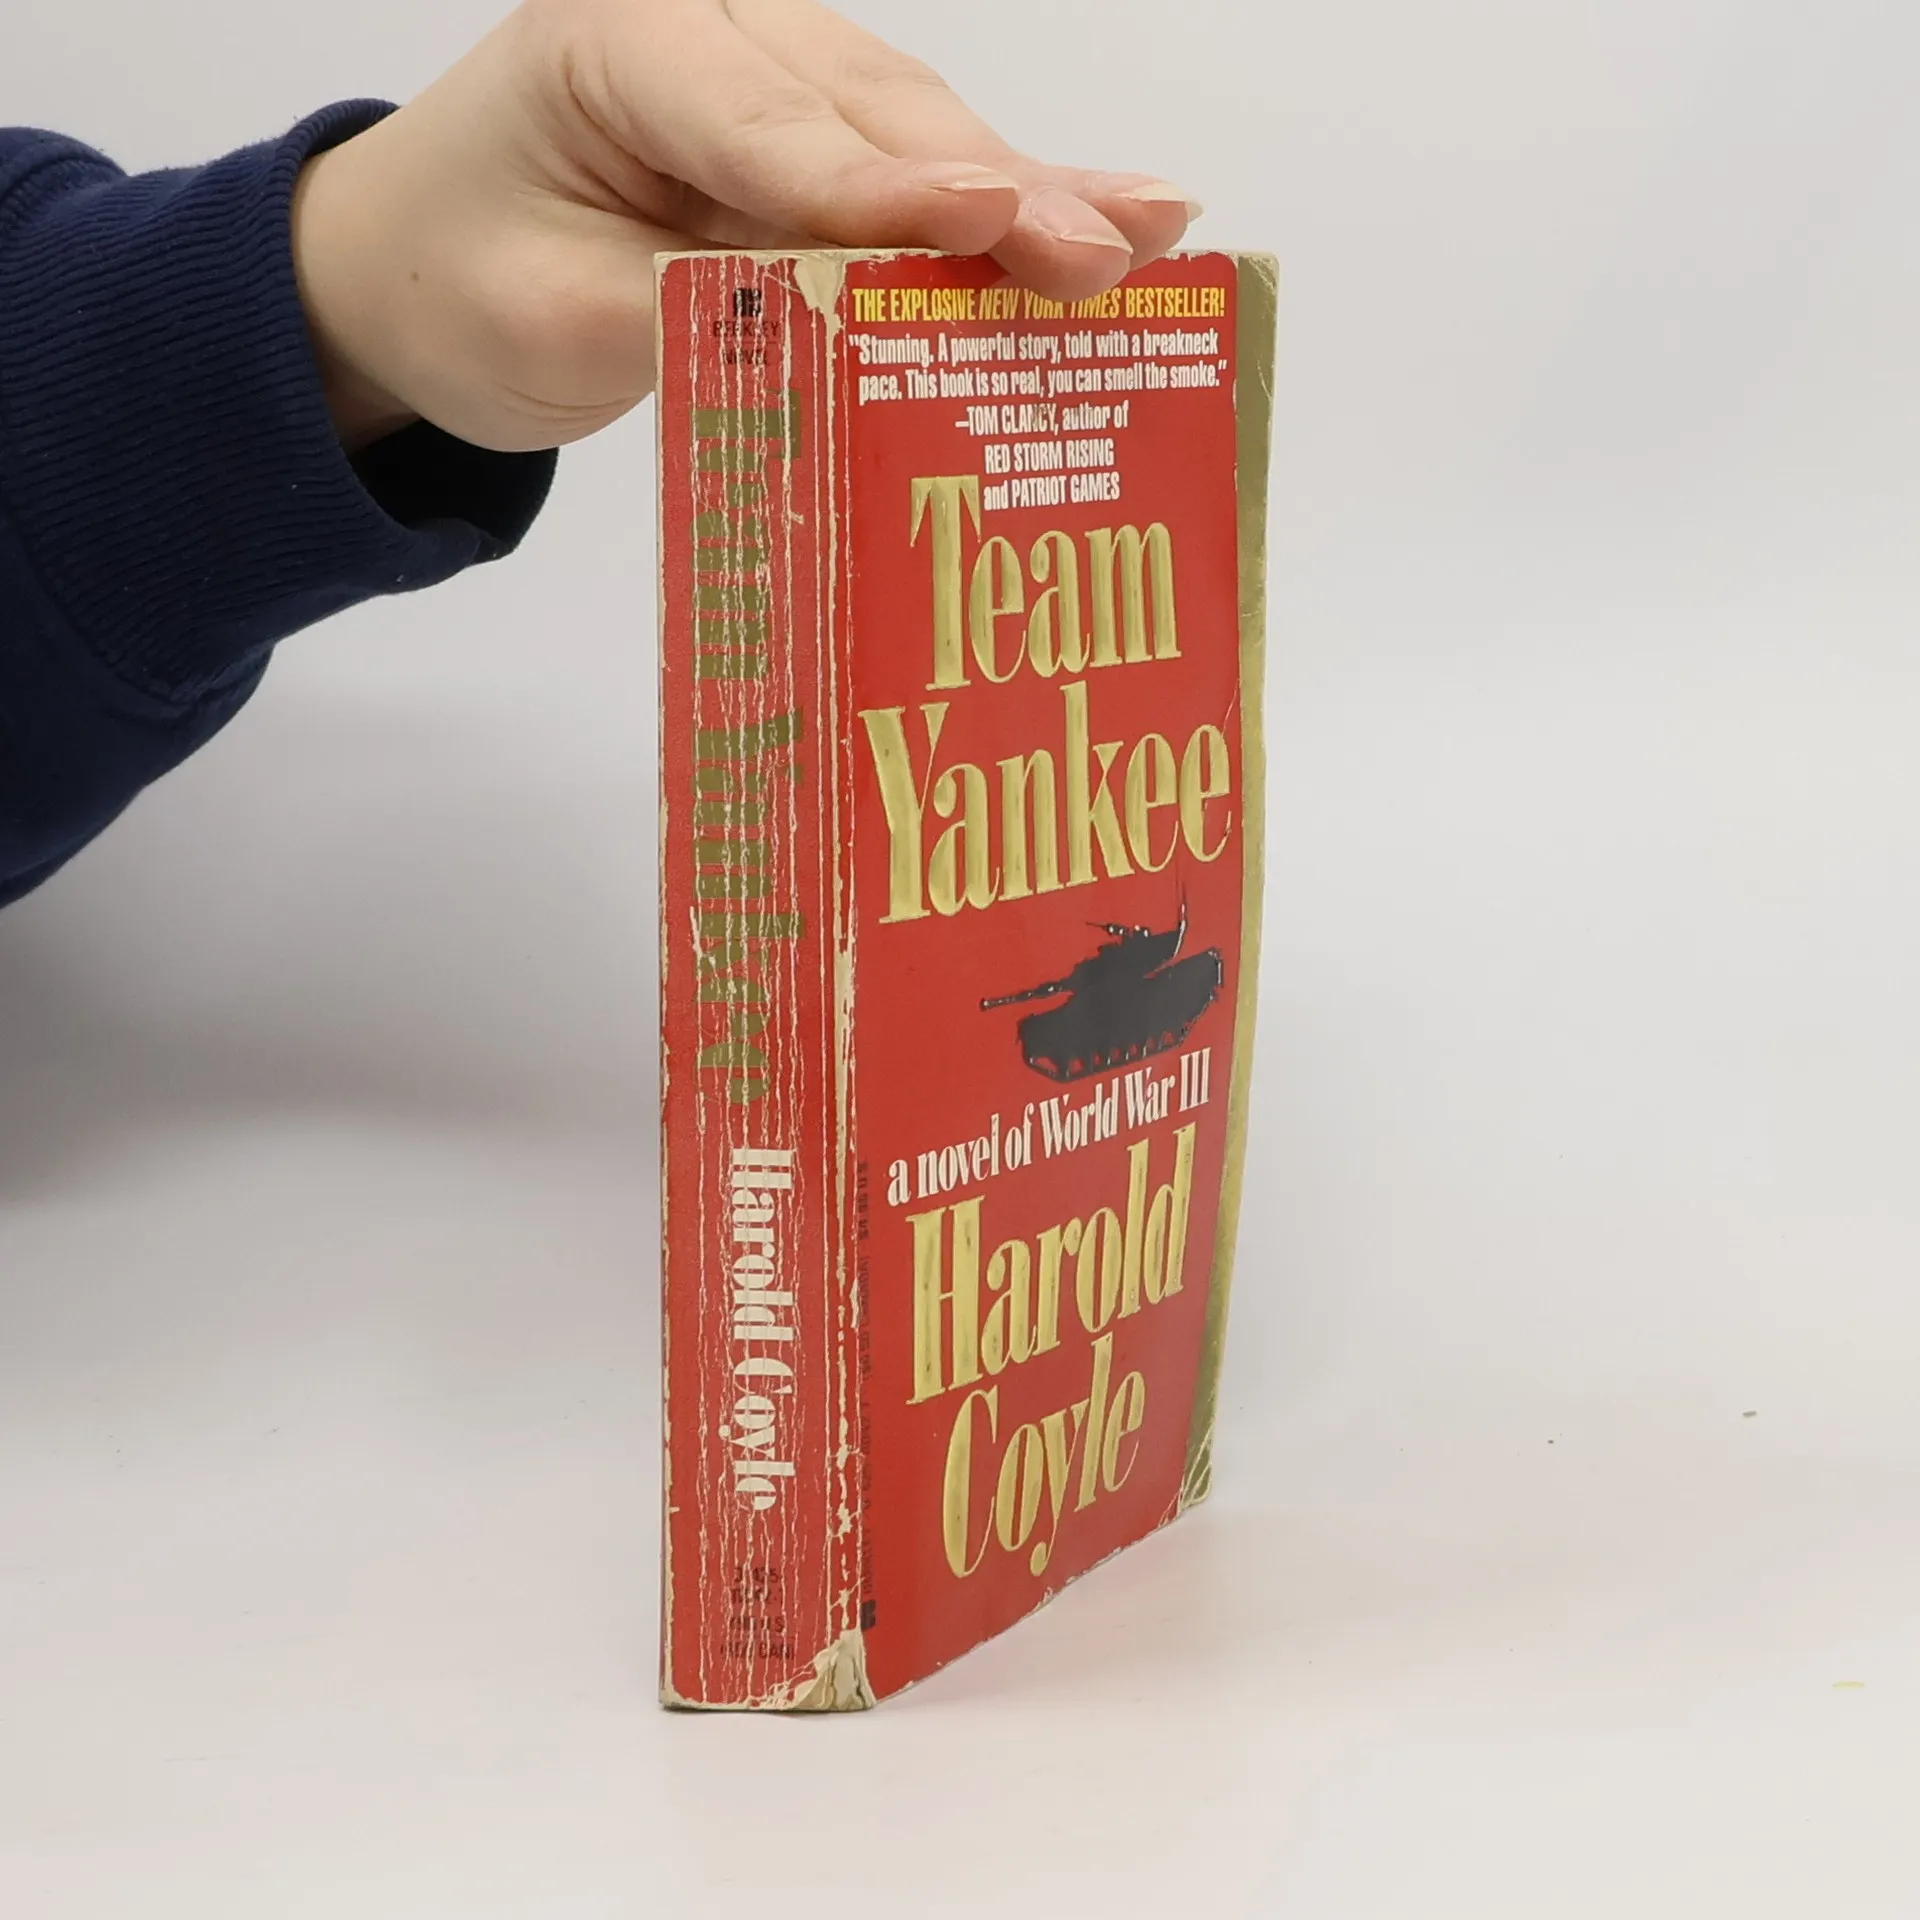 BERKLEY
NOVEL
Team Yankee
Harold Coyle
THE EXPLOSIVE NEW YORK TIMES BESTSELLER!
"Stunning. A powerful story, told with a breakneck
pace. This book is so real, you can smell the smoke."
—TOM CLANCY, author of
RED STORM RISING
and PATRIOT GAMES
Team
Yankee
a novel of World War III
Harold
Coyle